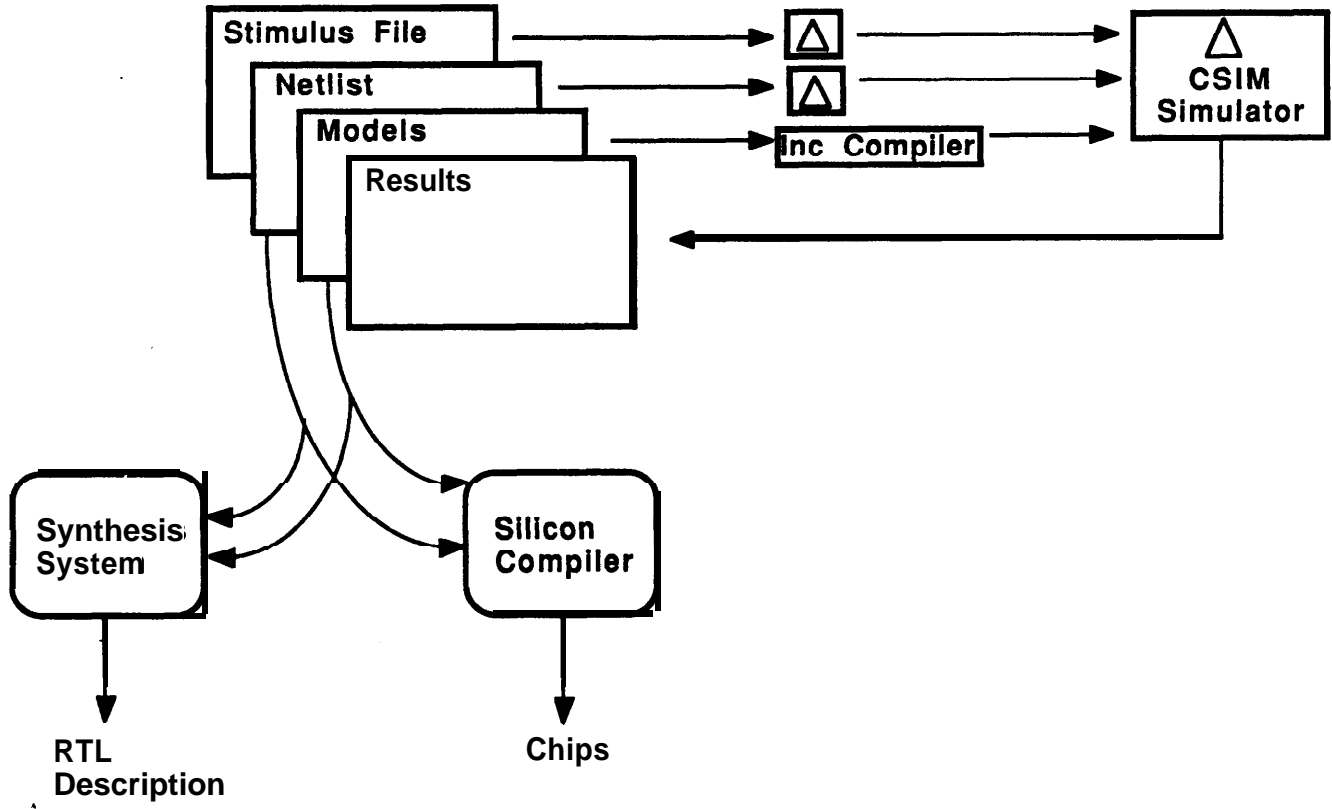 Stimulus File
Netlist
Models
Results
Δ
Δ
Inc Compiler
Δ
CSIM
Simulator
Synthesis
System
Silicon
Compiler
RTL
Description
Chips